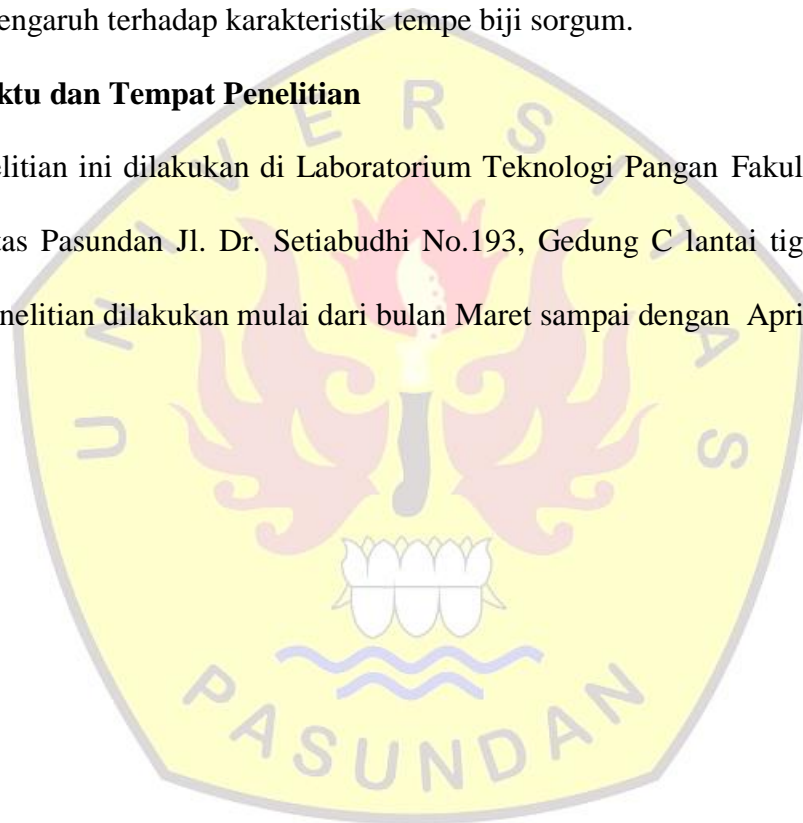 engaruh terhadap karakteristik tempe biji sorgum.
ktu dan Tempat Penelitian
elitian ini dilakukan di Laboratorium Teknologi Pangan Fakul
tas Pasundan Jl. Dr. Setiabudhi No.193, Gedung C lantai tig
nelitian dilakukan mulai dari bulan Maret sampai dengan Apri
UNIVERSITAS
PASUNDAN